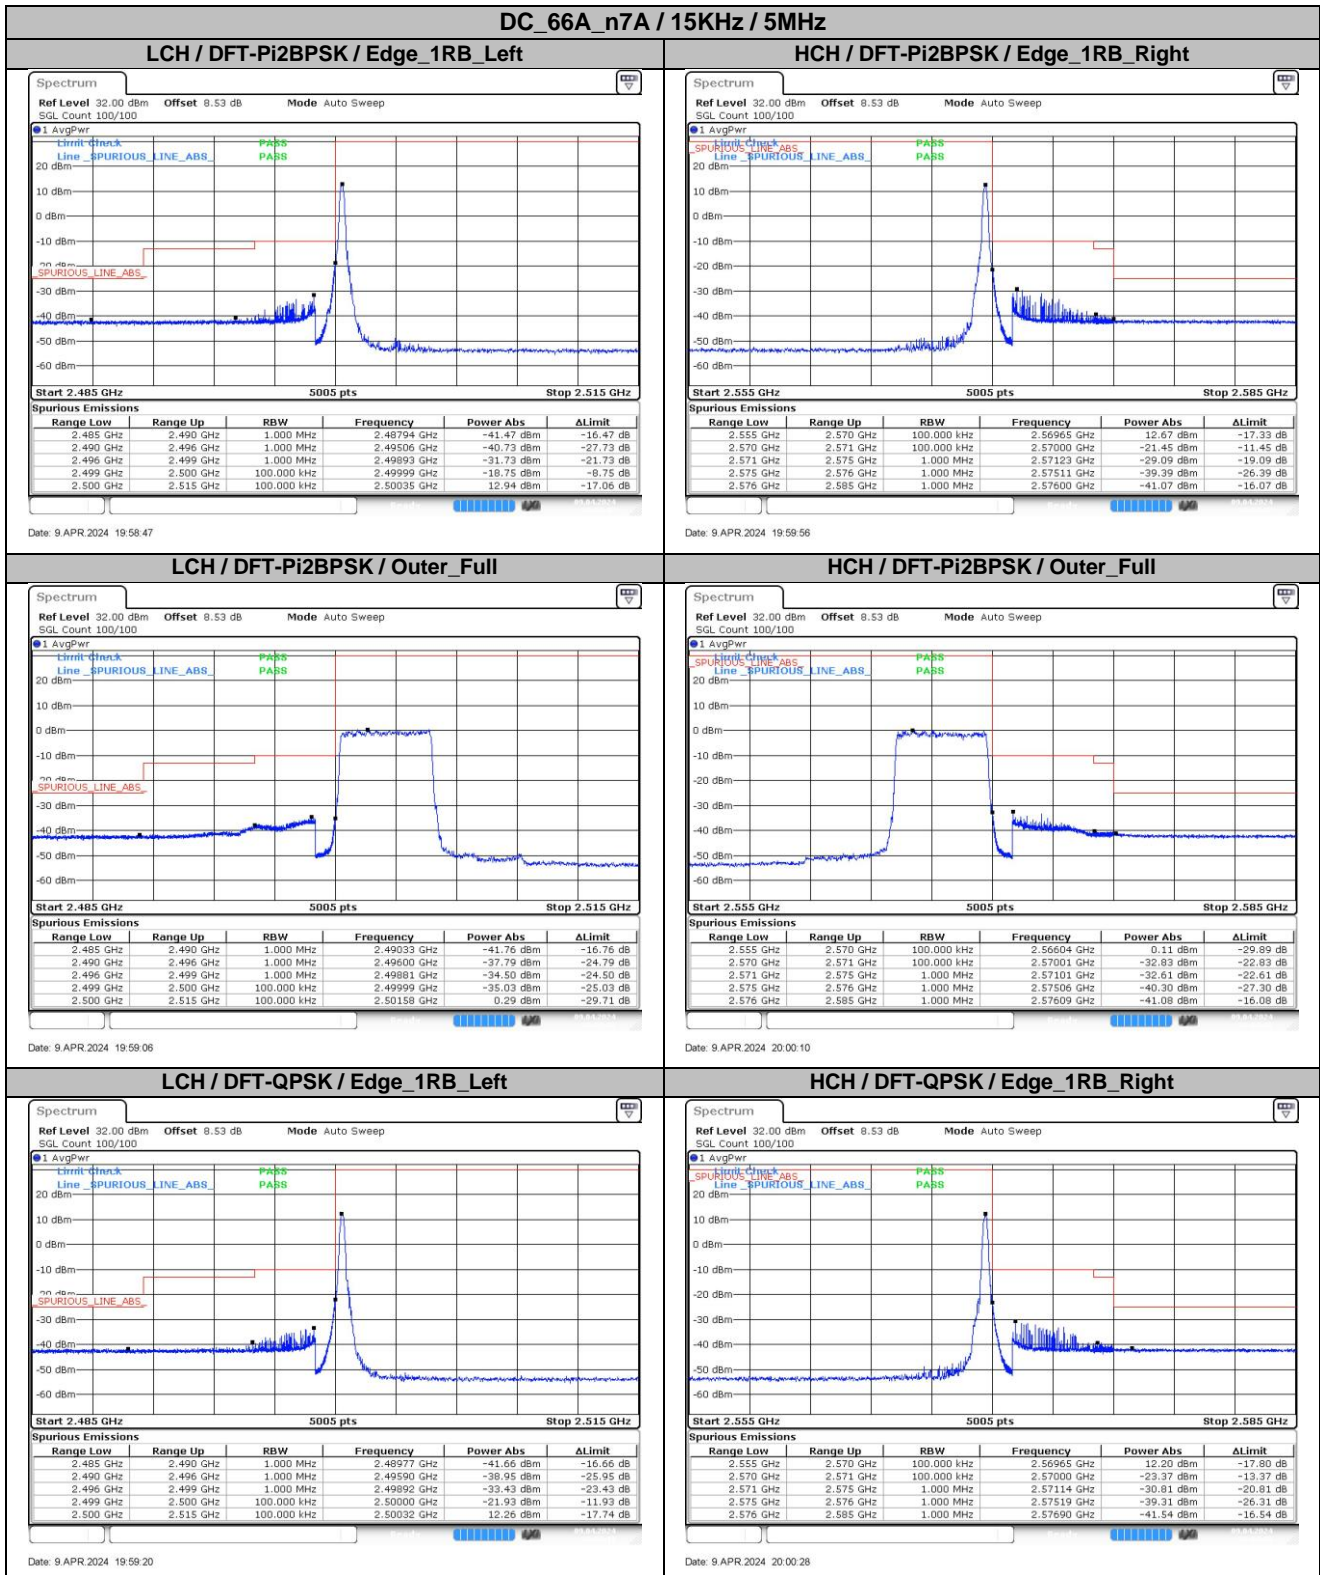 DC_66A_n7A / 15KHz / 5MHz
LCH / DFT-Pi2BPSK / Edge_1RB_Left
Spectrum
Ref Level 32.00 dBm Offset 8.53 dB Mode Auto Sweep
SGL Count 100/100
1 AvgPwr
Limit Check PASS
Line _SPURIOUS_LINE_ABS_ PASS
20 dBm
10 dBm
0 dBm
-10 dBm
-20 dBm
_SPURIOUS_LINE_ABS_
-30 dBm
-40 dBm
-50 dBm
-60 dBm
Start 2.485 GHz 5005 pts Stop 2.515 GHz
Spurious Emissions
Range Low Range Up RBW Frequency Power Abs ΔLimit
2.485 GHz 2.490 GHz 1.000 MHz 2.48794 GHz -41.47 dBm -16.47 dB
2.490 GHz 2.496 GHz 1.000 MHz 2.49506 GHz -40.73 dBm -27.73 dB
2.496 GHz 2.499 GHz 1.000 MHz 2.49893 GHz -31.73 dBm -21.73 dB
2.499 GHz 2.500 GHz 100.000 kHz 2.49999 GHz -18.75 dBm -8.75 dB
2.500 GHz 2.515 GHz 100.000 kHz 2.50035 GHz 12.94 dBm -17.06 dB
Date: 9.APR.2024 19:58:47
HCH / DFT-Pi2BPSK / Edge_1RB_Right
Spectrum
Ref Level 32.00 dBm Offset 8.53 dB Mode Auto Sweep
SGL Count 100/100
1 AvgPwr
Limit Check PASS
_SPURIOUS_LINE_ABS_
Line _SPURIOUS_LINE_ABS_ PASS
20 dBm
10 dBm
0 dBm
-10 dBm
-20 dBm
-30 dBm
-40 dBm
-50 dBm
-60 dBm
Start 2.555 GHz 5005 pts Stop 2.585 GHz
Spurious Emissions
Range Low Range Up RBW Frequency Power Abs ΔLimit
2.555 GHz 2.570 GHz 100.000 kHz 2.56965 GHz 12.67 dBm -17.33 dB
2.570 GHz 2.571 GHz 100.000 kHz 2.57000 GHz -21.45 dBm -11.45 dB
2.571 GHz 2.575 GHz 1.000 MHz 2.57123 GHz -29.09 dBm -19.09 dB
2.575 GHz 2.576 GHz 1.000 MHz 2.57511 GHz -39.39 dBm -26.39 dB
2.576 GHz 2.585 GHz 1.000 MHz 2.57600 GHz -41.07 dBm -16.07 dB
Date: 9.APR.2024 19:59:56
LCH / DFT-Pi2BPSK / Outer_Full
Spectrum
Ref Level 32.00 dBm Offset 8.53 dB Mode Auto Sweep
SGL Count 100/100
1 AvgPwr
Limit Check PASS
Line _SPURIOUS_LINE_ABS_ PASS
20 dBm
10 dBm
0 dBm
-10 dBm
-20 dBm
_SPURIOUS_LINE_ABS_
-30 dBm
-40 dBm
-50 dBm
-60 dBm
Start 2.485 GHz 5005 pts Stop 2.515 GHz
Spurious Emissions
Range Low Range Up RBW Frequency Power Abs ΔLimit
2.485 GHz 2.490 GHz 1.000 MHz 2.49033 GHz -41.76 dBm -16.76 dB
2.490 GHz 2.496 GHz 1.000 MHz 2.49600 GHz -37.79 dBm -24.79 dB
2.496 GHz 2.499 GHz 1.000 MHz 2.49881 GHz -34.50 dBm -24.50 dB
2.499 GHz 2.500 GHz 100.000 kHz 2.49999 GHz -35.03 dBm -25.03 dB
2.500 GHz 2.515 GHz 100.000 kHz 2.50158 GHz 0.29 dBm -29.71 dB
Date: 9.APR.2024 19:59:06
HCH / DFT-Pi2BPSK / Outer_Full
Spectrum
Ref Level 32.00 dBm Offset 8.53 dB Mode Auto Sweep
SGL Count 100/100
1 AvgPwr
Limit Check PASS
_SPURIOUS_LINE_ABS_
Line _SPURIOUS_LINE_ABS_ PASS
20 dBm
10 dBm
0 dBm
-10 dBm
-20 dBm
-30 dBm
-40 dBm
-50 dBm
-60 dBm
Start 2.555 GHz 5005 pts Stop 2.585 GHz
Spurious Emissions
Range Low Range Up RBW Frequency Power Abs ΔLimit
2.555 GHz 2.570 GHz 100.000 kHz 2.56604 GHz 0.11 dBm -29.89 dB
2.570 GHz 2.571 GHz 100.000 kHz 2.57001 GHz -32.83 dBm -22.83 dB
2.571 GHz 2.575 GHz 1.000 MHz 2.57101 GHz -32.61 dBm -22.61 dB
2.575 GHz 2.576 GHz 1.000 MHz 2.57506 GHz -40.30 dBm -27.30 dB
2.576 GHz 2.585 GHz 1.000 MHz 2.57609 GHz -41.08 dBm -16.08 dB
Date: 9.APR.2024 20:00:10
LCH / DFT-QPSK / Edge_1RB_Left
Spectrum
Ref Level 32.00 dBm Offset 8.53 dB Mode Auto Sweep
SGL Count 100/100
1 AvgPwr
Limit Check PASS
Line _SPURIOUS_LINE_ABS_ PASS
20 dBm
10 dBm
0 dBm
-10 dBm
-20 dBm
_SPURIOUS_LINE_ABS_
-30 dBm
-40 dBm
-50 dBm
-60 dBm
Start 2.485 GHz 5005 pts Stop 2.515 GHz
Spurious Emissions
Range Low Range Up RBW Frequency Power Abs ΔLimit
2.485 GHz 2.490 GHz 1.000 MHz 2.48977 GHz -41.66 dBm -16.66 dB
2.490 GHz 2.496 GHz 1.000 MHz 2.49590 GHz -38.95 dBm -25.95 dB
2.496 GHz 2.499 GHz 1.000 MHz 2.49892 GHz -33.43 dBm -23.43 dB
2.499 GHz 2.500 GHz 100.000 kHz 2.50000 GHz -21.93 dBm -11.93 dB
2.500 GHz 2.515 GHz 100.000 kHz 2.50032 GHz 12.26 dBm -17.74 dB
Date: 9.APR.2024 19:59:20
HCH / DFT-QPSK / Edge_1RB_Right
Spectrum
Ref Level 32.00 dBm Offset 8.53 dB Mode Auto Sweep
SGL Count 100/100
1 AvgPwr
Limit Check PASS
_SPURIOUS_LINE_ABS_
Line _SPURIOUS_LINE_ABS_ PASS
20 dBm
10 dBm
0 dBm
-10 dBm
-20 dBm
-30 dBm
-40 dBm
-50 dBm
-60 dBm
Start 2.555 GHz 5005 pts Stop 2.585 GHz
Spurious Emissions
Range Low Range Up RBW Frequency Power Abs ΔLimit
2.555 GHz 2.570 GHz 100.000 kHz 2.56965 GHz 12.20 dBm -17.80 dB
2.570 GHz 2.571 GHz 100.000 kHz 2.57000 GHz -23.37 dBm -13.37 dB
2.571 GHz 2.575 GHz 1.000 MHz 2.57114 GHz -30.81 dBm -20.81 dB
2.575 GHz 2.576 GHz 1.000 MHz 2.57519 GHz -39.31 dBm -26.31 dB
2.576 GHz 2.585 GHz 1.000 MHz 2.57690 GHz -41.54 dBm -16.54 dB
Date: 9.APR.2024 20:00:28